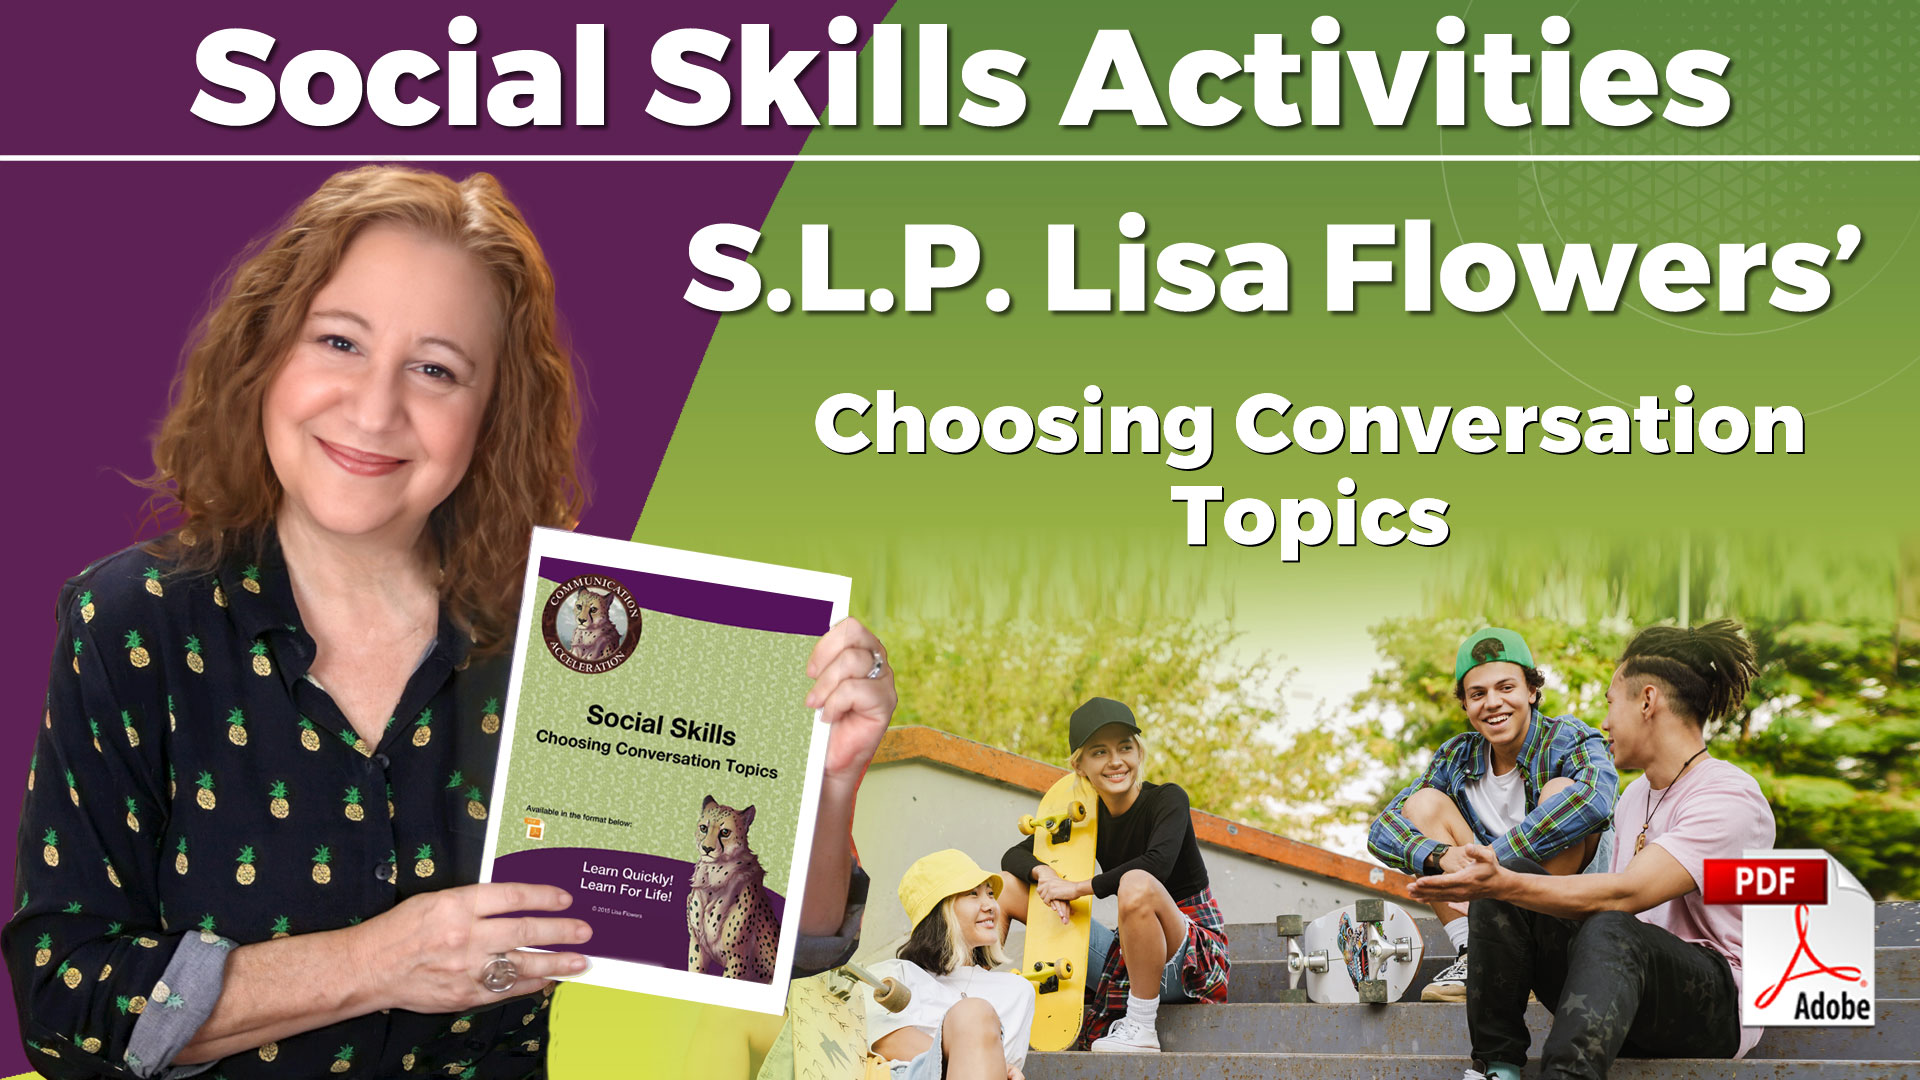 Social Skills Activities
S.L.P. Lisa Flowers’
Choosing Conversation
Topics
COMMUNICATION
ACCELERATION
Social Skills
Choosing Conversation Topics
Available in the format below:
Learn Quickly!
Learn For Life!
© 2015 Lisa Flowers
PDF
Adobe